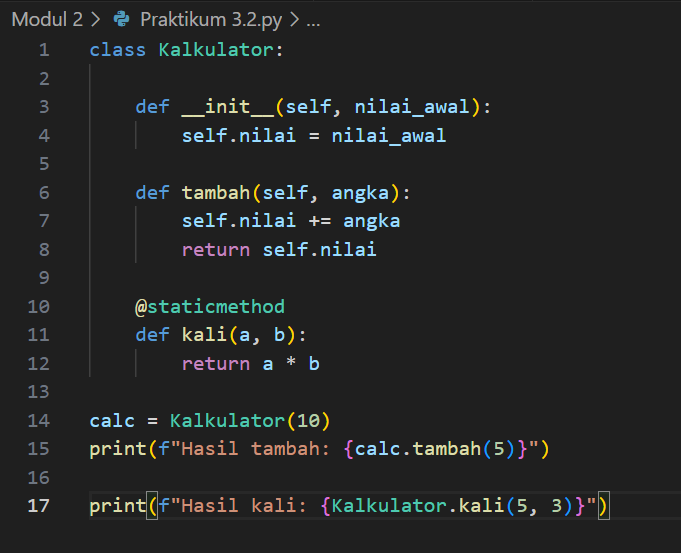 Modul 2 > Praktikum 3.2.py > ...
1 class Kalkulator:
2
3     def __init__(self, nilai_awal):
4         self.nilai = nilai_awal
5
6     def tambah(self, angka):
7         self.nilai += angka
8         return self.nilai
9
10     @staticmethod
11     def kali(a, b):
12         return a * b
13
14 calc = Kalkulator(10)
15 print(f"Hasil tambah: {calc.tambah(5)}")
16
17 print(f"Hasil kali: {Kalkulator.kali(5, 3)}")